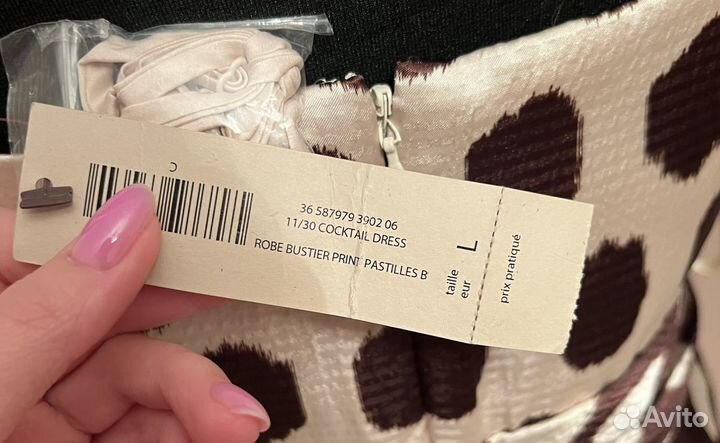 C
36 587979 3902 06
11/30 COCKTAIL DRESS
ROBE BUSTIER PRINT PASTILLES B
taille
eur
L
prix pratiqué
Avito